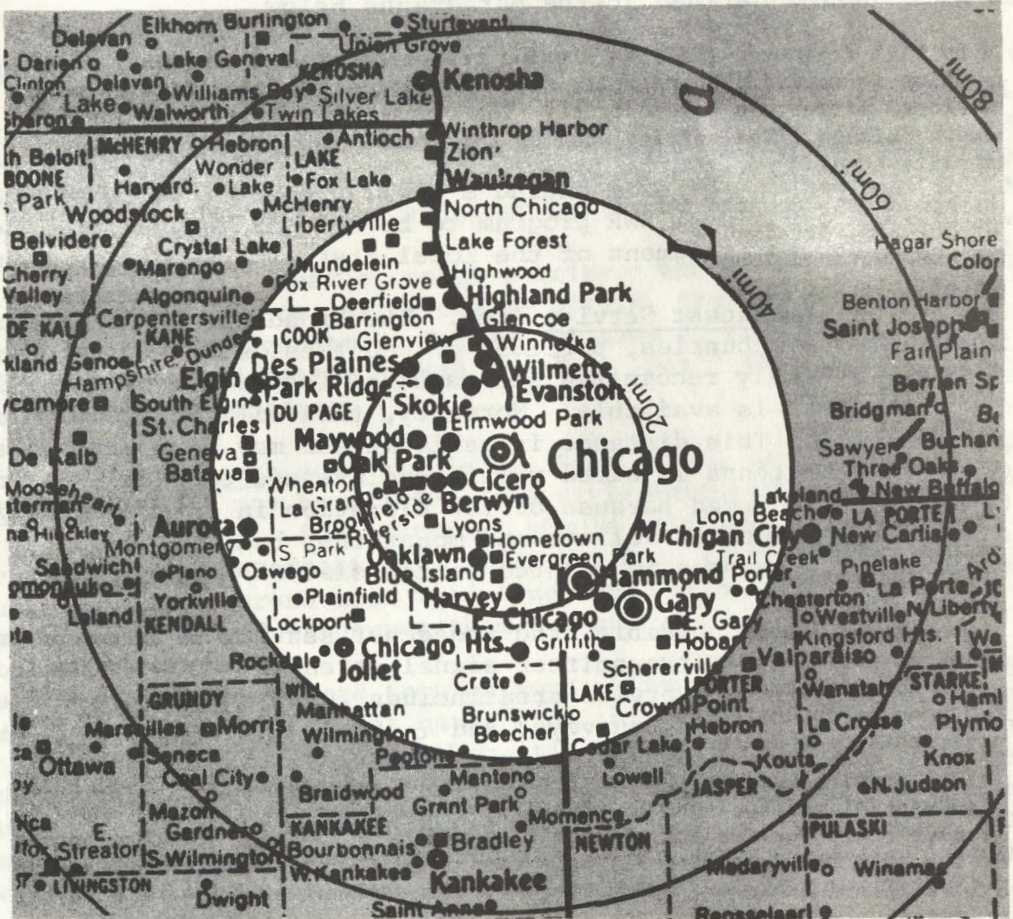 Elkhorn Burlington Sturtevant
Delavan
Union Grove
Darien Lake Geneva
KENOSHA
Kenosha
Clinton Delavan Williams Bay Silver Lake
Lake Walworth Twin Lakes
Sharon
80mi
a
McHENRY Hebron Antioch Winthrop Harbor
Beloit Wonder LAKE Zion
BOONE Harvard Lake Fox Lake Waukegan
Park
60mi
Woodstock McHenry North Chicago
Libertyville
L
Belvidere Crystal Lake Lake Forest
Hagar Shore
Color
Cherry Marengo Mundelein Highwood
Valley Algonquin Fox River Grove Highland Park
40mi
Deerfield
Benton Harbor
DE KALB Carpentersville Barrington Glencoe
Saint Joseph
KANE COOK Glenview Winnetka
Fair Plain
Genoa Hampshire Dundee Des Plaines Wilmette
Elgin Park Ridge Evanston
20mi
Berrien Sp
South Elgin Skokie
Bridgman
DU PAGE Elmwood Park
St. Charles Maywood
Sawyer Buchan
De Kalb Geneva Oak Park Chicago
Three Oaks
Batavia Wheaton Cicero
New Buffalo
Mooseheart La Grange Berwyn
Lakeland
Brookfield Riverside Lyons
Long Beach LA PORTE
Hinckley Aurora Hometown Michigan City New Carlisle
Montgomery S Park Oaklawn Evergreen Park
Trail Creek
Sandwich Plano Oswego Blue Island Hammond Porter Pinelake
La Porte
Yorkville Plainfield Harvey Gary Chesterton
Leland KENDALL Lockport E. Chicago E. Gary Westville N. Liberty
Rockdale Chicago Hts. Griffith Hobart Kingsford Hts.
Joliet Schererville Valparaiso
Crete
GRUNDY WILL LAKE PORTER Wanatah STARKE
Crown Point
Marseilles Morris Manhattan Brunswick Hebron La Crosse
Wilmington Beecher
Seneca Peotone Cedar Lake Kouts Knox
Ottawa Coal City Manteno Lowell
JASPER N. Judson
Braidwood Grant Park
Mazon Momence
E. Gardner KANKAKEE NEWTON PULASKI
Streator S. Wilmington Bourbonnais Bradley Medaryville Winamac
W. Kankakee
LIVINGSTON Kankakee
Dwight
Saint Anne